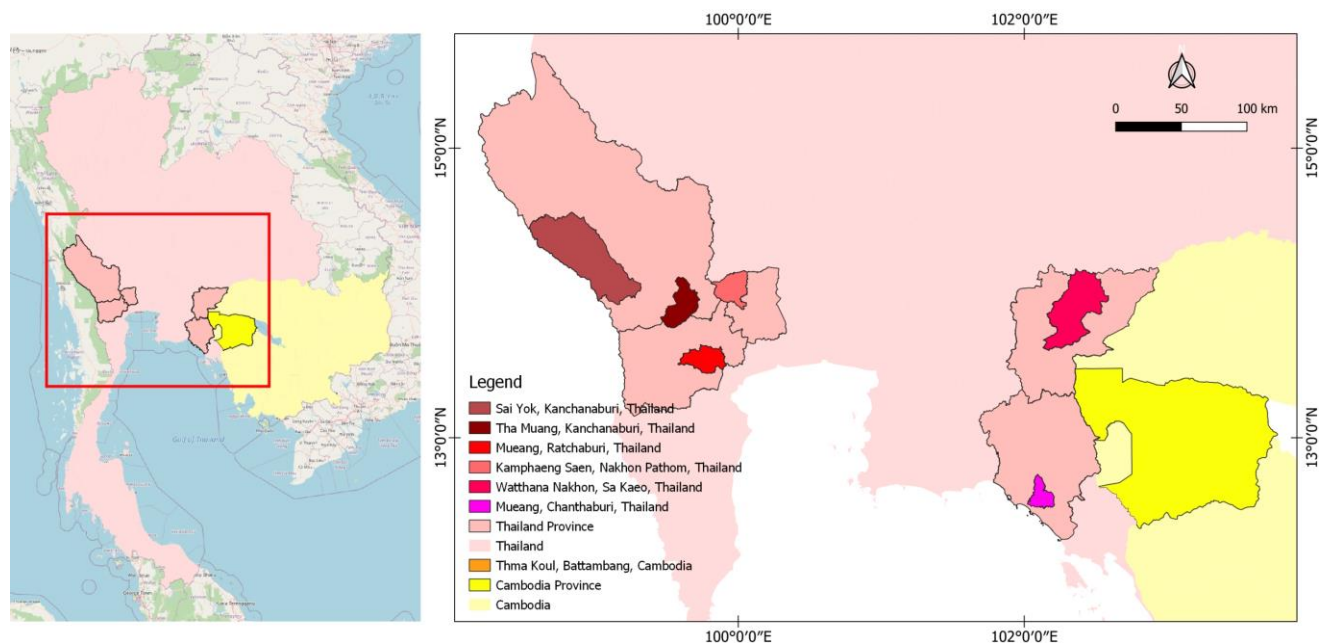 100°0'0"E 102°0'0"E
0 50 100 km
15°0'0"N 15°0'0"N
13°0'0"N 13°0'0"N
Legend
Sai Yok, Kanchanaburi, Thailand
Tha Muang, Kanchanaburi, Thailand
Mueang, Ratchaburi, Thailand
Kamphaeng Saen, Nakhon Pathom, Thailand
Watthana Nakhon, Sa Kaeo, Thailand
Mueang, Chanthaburi, Thailand
Thailand Province
Thailand
Thma Koul, Battambang, Cambodia
Cambodia Province
Cambodia
100°0'0"E 102°0'0"E